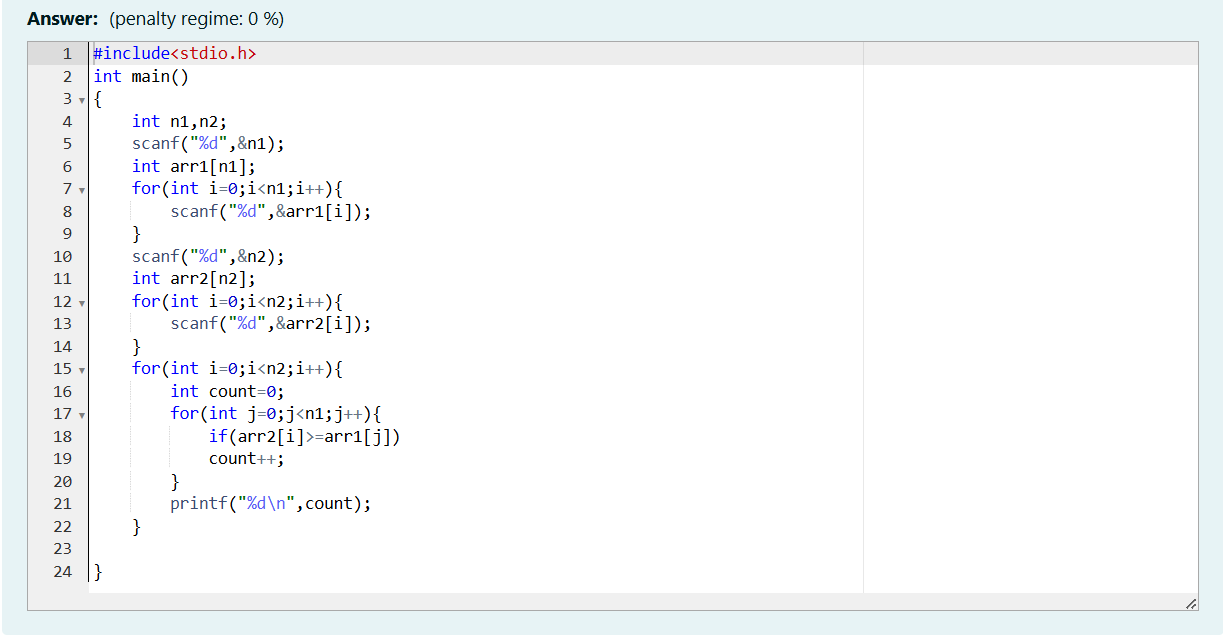 Answer: (penalty regime: 0 %)
1 #include<stdio.h>
2 int main()
3 {
4     int n1,n2;
5     scanf("%d",&n1);
6     int arr1[n1];
7     for(int i=0;i<n1;i++){
8         scanf("%d",&arr1[i]);
9     }
10     scanf("%d",&n2);
11     int arr2[n2];
12     for(int i=0;i<n2;i++){
13         scanf("%d",&arr2[i]);
14     }
15     for(int i=0;i<n2;i++){
16         int count=0;
17         for(int j=0;j<n1;j++){
18             if(arr2[i]>=arr1[j])
19             count++;
20         }
21         printf("%d\n",count);
22     }
23
24 }